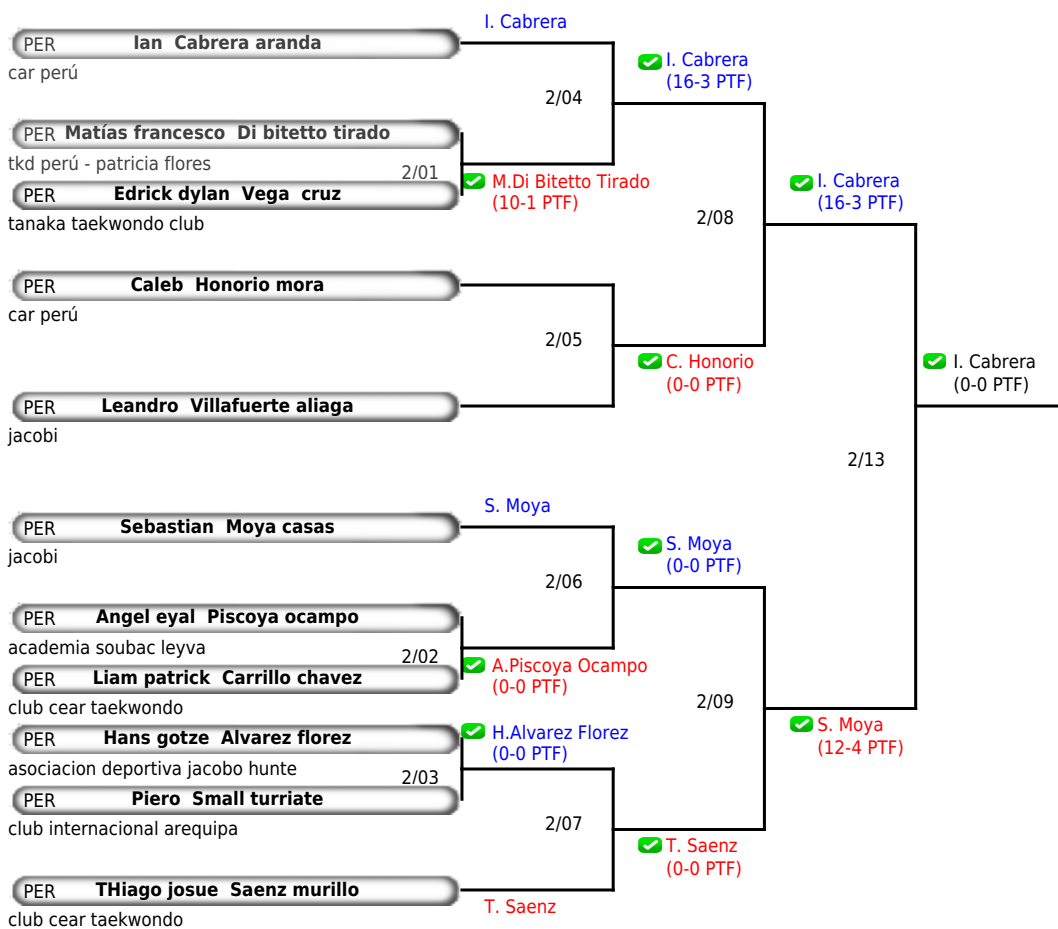 I. Cabrera
PER Ian Cabrera aranda
car perú
I. Cabrera
(16-3 PTF)
2/04
PER Matías francesco Di bitetto tirado
tkd perú - patricia flores
2/01
M.Di Bitetto Tirado
(10-1 PTF)
PER Edrick dylan Vega cruz
tanaka taekwondo club
I. Cabrera
(16-3 PTF)
2/08
PER Caleb Honorio mora
car perú
2/05
C. Honorio
(0-0 PTF)
I. Cabrera
(0-0 PTF)
PER Leandro Villafuerte aliaga
jacobi
2/13
S. Moya
PER Sebastian Moya casas
jacobi
S. Moya
(0-0 PTF)
2/06
PER Angel eyal Piscoya ocampo
academia soubac leyva
2/02
A.Piscoya Ocampo
(0-0 PTF)
PER Liam patrick Carrillo chavez
club cear taekwondo
2/09
S. Moya
(12-4 PTF)
PER Hans gotze Alvarez florez
H.Alvarez Florez
(0-0 PTF)
asociacion deportiva jacobo hunte
2/03
PER Piero Small turriate
club internacional arequipa
2/07
T. Saenz
(0-0 PTF)
PER THiago josue Saenz murillo
T. Saenz
club cear taekwondo